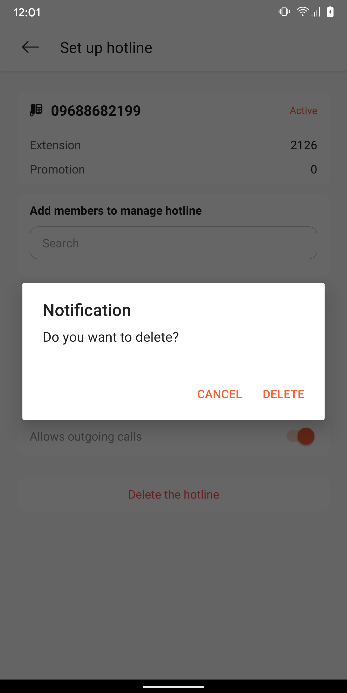 12:01
Set up hotline
09688682199
Active
Extension
2126
Promotion
0
Add members to manage hotline
Search
Notification
Do you want to delete?
CANCEL
DELETE
Allows outgoing calls
Delete the hotline